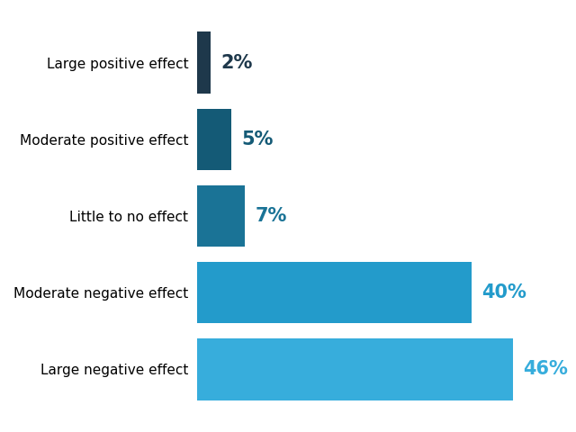 Large positive effect 2%
Moderate positive effect 5%
Little to no effect 7%
Moderate negative effect 40%
Large negative effect 46%